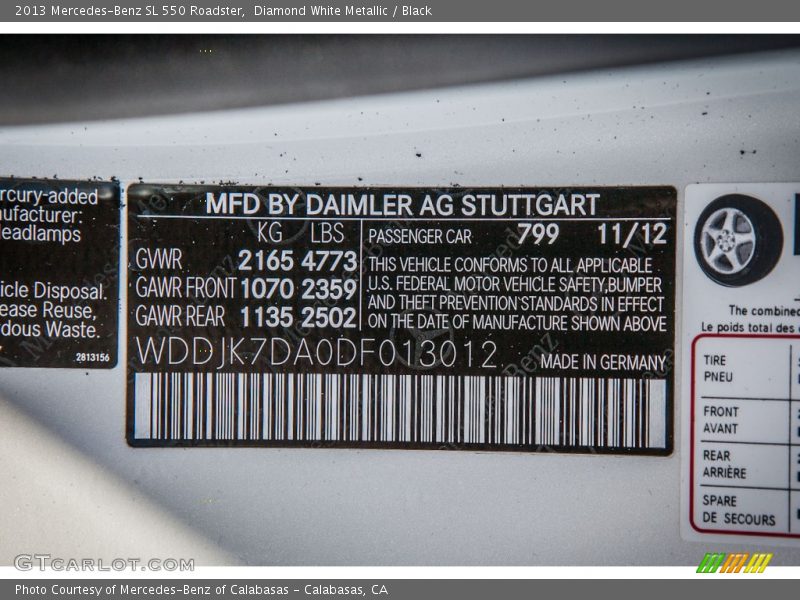 2013 Mercedes-Benz SL 550 Roadster,  Diamond White Metallic / Black
rcury-added
ufacturer:
eadlamps
icle Disposal.
ease Reuse,
dous Waste.
2813156
MFD BY DAIMLER AG STUTTGART
KG LBS
GWR 2165 4773
GAWR FRONT 1070 2359
GAWR REAR 1135 2502
PASSENGER CAR 799 11/12
THIS VEHICLE CONFORMS TO ALL APPLICABLE
U.S. FEDERAL MOTOR VEHICLE SAFETY,BUMPER
AND THEFT PREVENTION STANDARDS IN EFFECT
ON THE DATE OF MANUFACTURE SHOWN ABOVE
WDDJK7DA0DF013012 MADE IN GERMANY
The combined
Le poids total des
TIRE
PNEU
FRONT
AVANT
REAR
ARRIÈRE
SPARE
DE SECOURS
GTCARLOT.COM
Photo Courtesy of Mercedes-Benz of Calabasas - Calabasas, CA